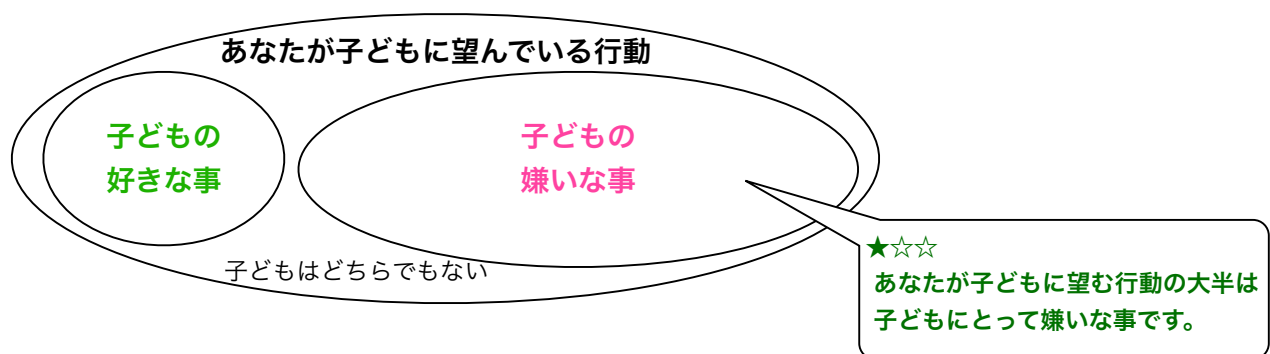 あなたが子どもに望んでいる行動
子どもの
好きな事
子どもの
嫌いな事
子どもはどちらでもない
★☆☆
あなたが子どもに望む行動の大半は
子どもにとって嫌いな事です。